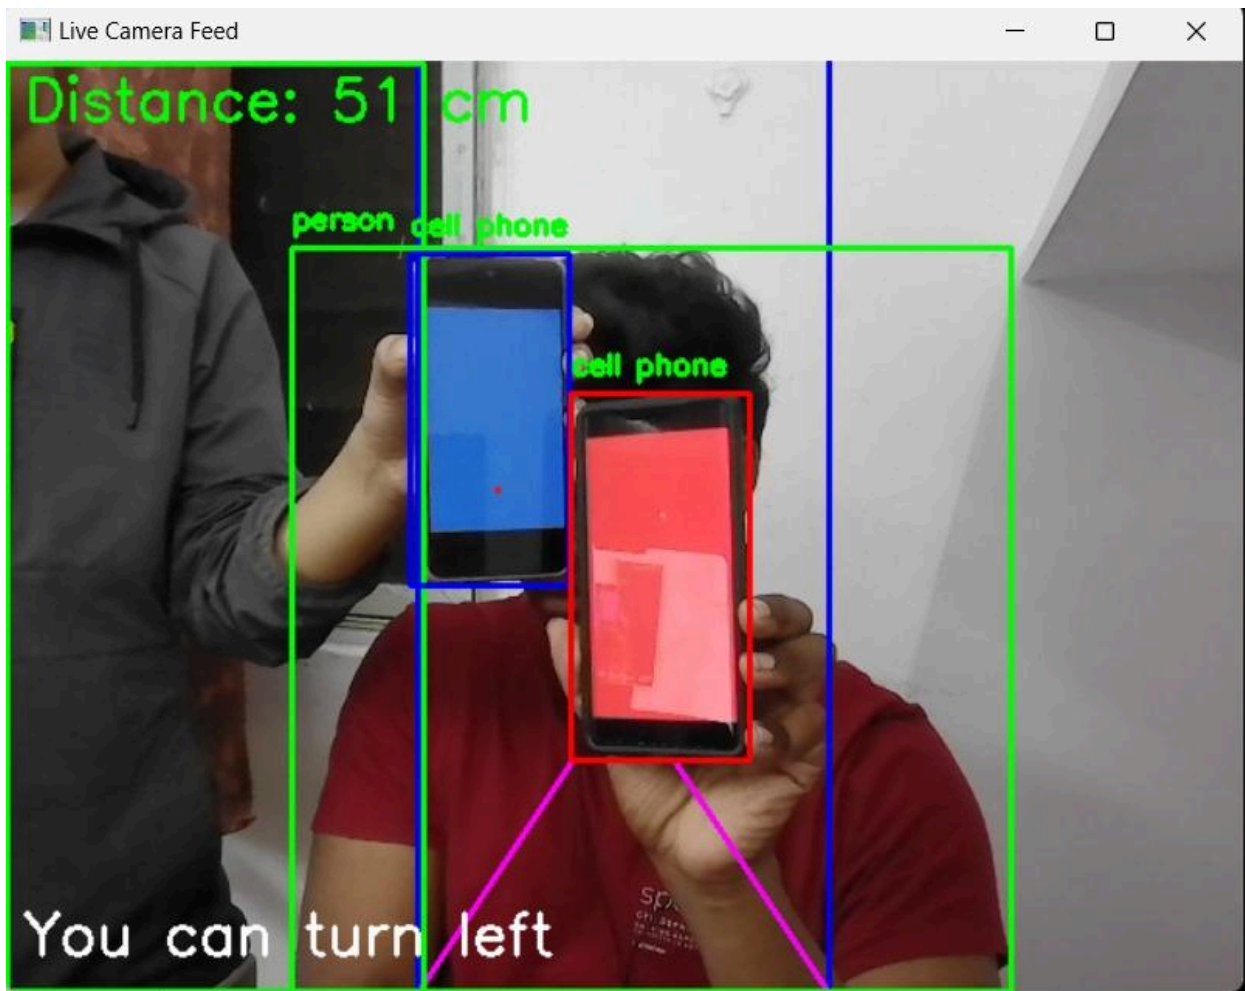 Live Camera Feed
Distance: 51 cm
person cell phone
cell phone
You can turn left